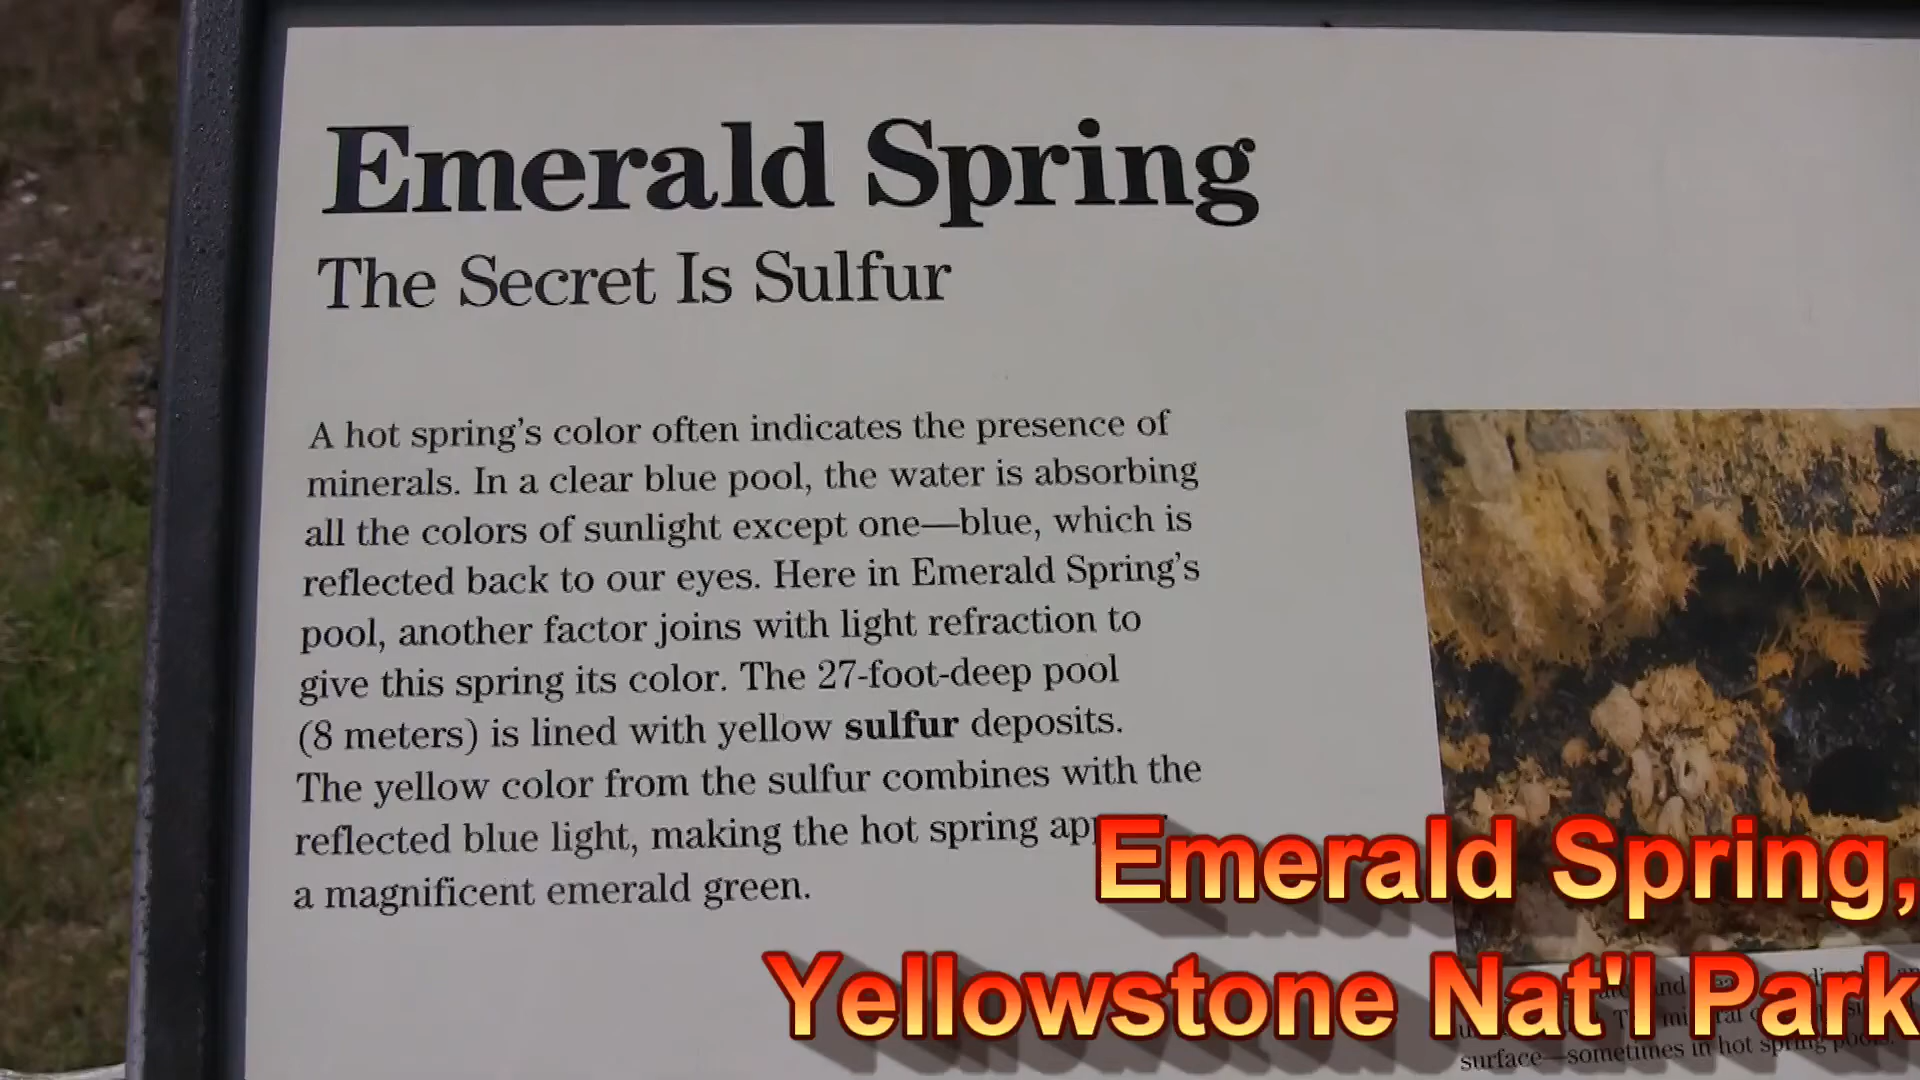 Emerald Spring
The Secret Is Sulfur
A hot spring's color often indicates the presence of
minerals. In a clear blue pool, the water is absorbing
all the colors of sunlight except one—blue, which is
reflected back to our eyes. Here in Emerald Spring's
pool, another factor joins with light refraction to
give this spring its color. The 27-foot-deep pool
(8 meters) is lined with yellow sulfur deposits.
The yellow color from the sulfur combines with the
reflected blue light, making the hot spring
a magnificent emerald green.
Emerald Spring,
Yellowstone Nat'l Park
surface—sometimes in hot spring pools.